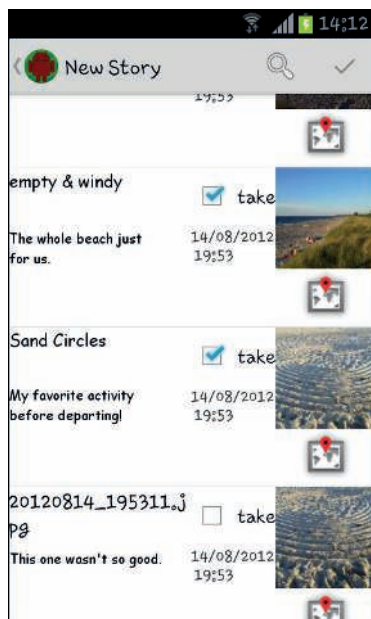 14:12
New Story
19:53
empty & windy
take
The whole beach just
for us.
14/08/2012
19:53
Sand Circles
take
My favorite activity
before departing!
14/08/2012
19:53
20120814_195311.j
pg
take
This one wasn't so good.
14/08/2012
19:53